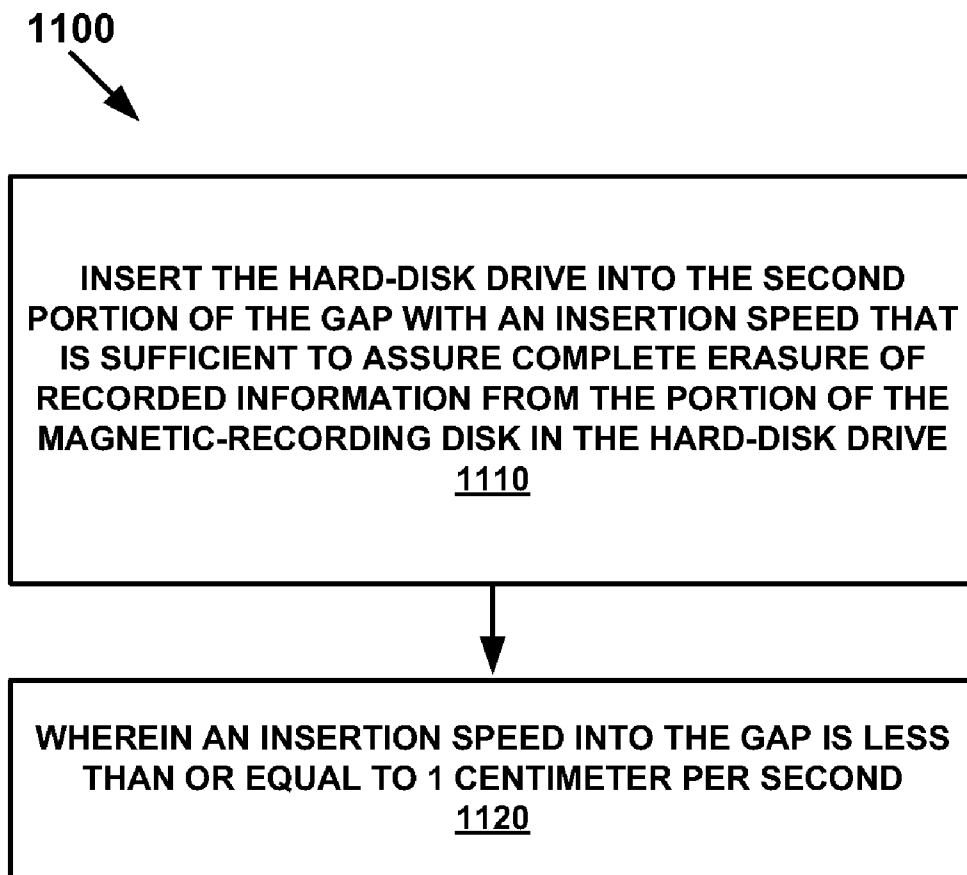 1100
INSERT THE HARD-DISK DRIVE INTO THE SECOND
PORTION OF THE GAP WITH AN INSERTION SPEED THAT
IS SUFFICIENT TO ASSURE COMPLETE ERASURE OF
RECORDED INFORMATION FROM THE PORTION OF THE
MAGNETIC-RECORDING DISK IN THE HARD-DISK DRIVE
1110
WHEREIN AN INSERTION SPEED INTO THE GAP IS LESS
THAN OR EQUAL TO 1 CENTIMETER PER SECOND
1120